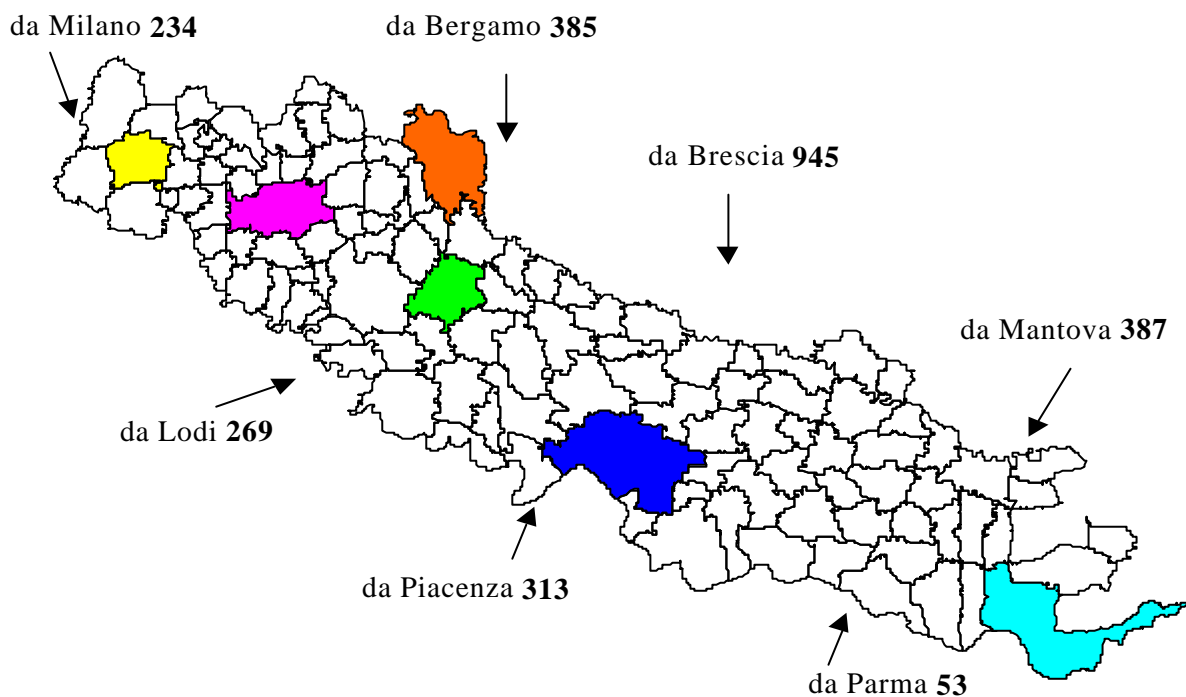 da Milano 234
da Bergamo 385
da Brescia 945
da Mantova 387
da Lodi 269
da Piacenza 313
da Parma 53